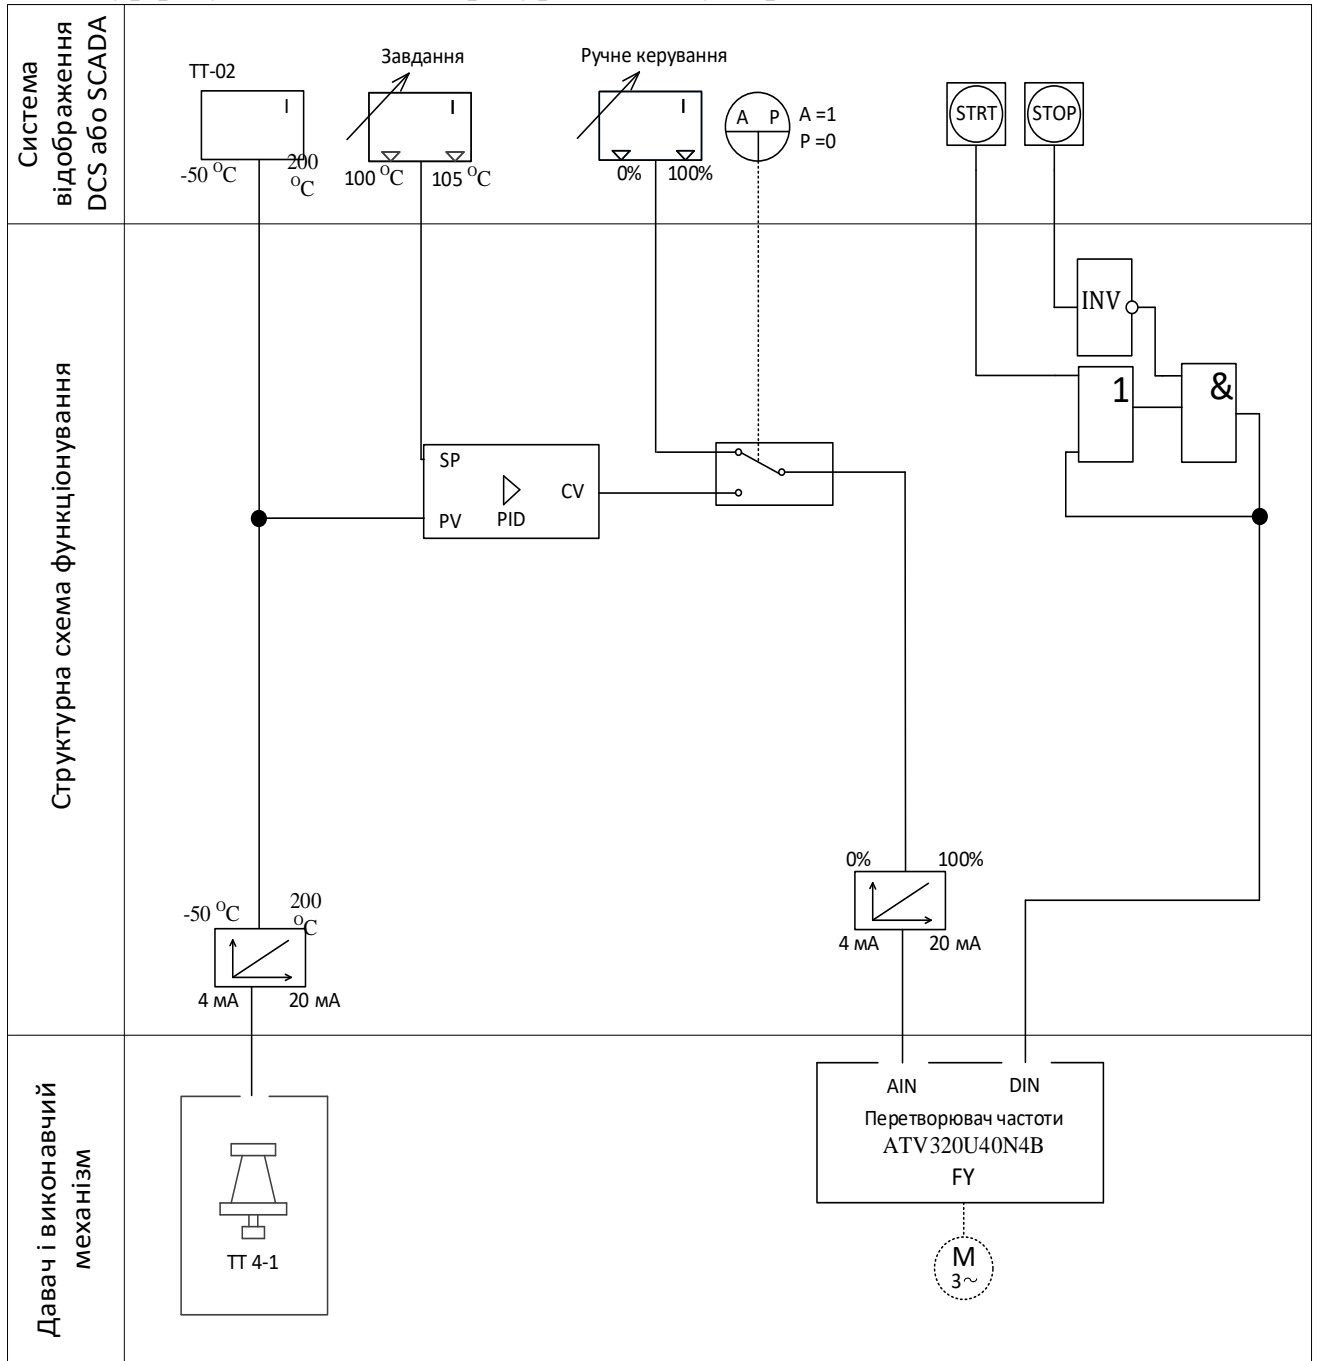 Система
відображення
DCS або SCADA
TT-02
I
-50 °C
200
°C
Завдання
I
100 °C
105 °C
Ручне керування
I
0%
100%
A P
A =1
P =0
STRT
STOP
Структурна схема функціонування
INV
1
&
SP
PV
PID
CV
-50 °C
200
°C
4 мА
20 мА
0%
100%
4 мА
20 мА
Давач і виконавчий
механізм
TT 4-1
AIN
DIN
Перетворювач частоти
ATV320U40N4B
FY
M
3~